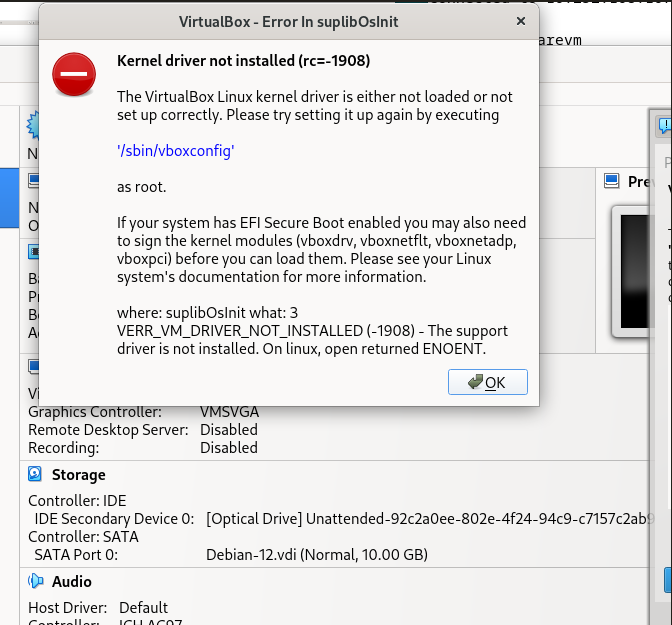 VirtualBox - Error In suplibOsInit
arevm
Kernel driver not installed (rc=-1908)
The VirtualBox Linux kernel driver is either not loaded or not
set up correctly. Please try setting it up again by executing
'/sbin/vboxconfig'
as root.
If your system has EFI Secure Boot enabled you may also need
to sign the kernel modules (vboxdrv, vboxnetflt, vboxnetadp,
vboxpci) before you can load them. Please see your Linux
system's documentation for more information.
where: suplibOsInit what: 3
VERR_VM_DRIVER_NOT_INSTALLED (-1908) - The support
driver is not installed. On linux, open returned ENOENT.
OK
Graphics Controller: VMSVGA
Remote Desktop Server: Disabled
Recording: Disabled
Storage
Controller: IDE
IDE Secondary Device 0: [Optical Drive] Unattended-92c2a0ee-802e-4f24-94c9-c7157c2ab9
Controller: SATA
SATA Port 0: Debian-12.vdi (Normal, 10.00 GB)
Audio
Host Driver: Default
Controller: ICH AC97